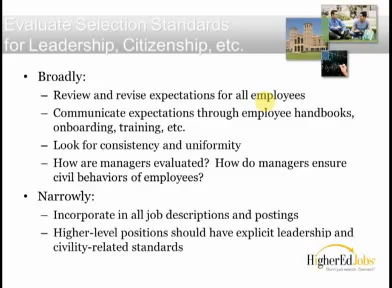 Evaluate Selection Standards
for Leadership, Citizenship, etc.
• Broadly:
– Review and revise expectations for all employees
– Communicate expectations through employee handbooks,
onboarding, training, etc.
– Look for consistency and uniformity
– How are managers evaluated? How do managers ensure
civil behaviors of employees?
• Narrowly:
– Incorporate in all job descriptions and postings
– Higher-level positions should have explicit leadership and
civility-related standards
HigherEdJobs